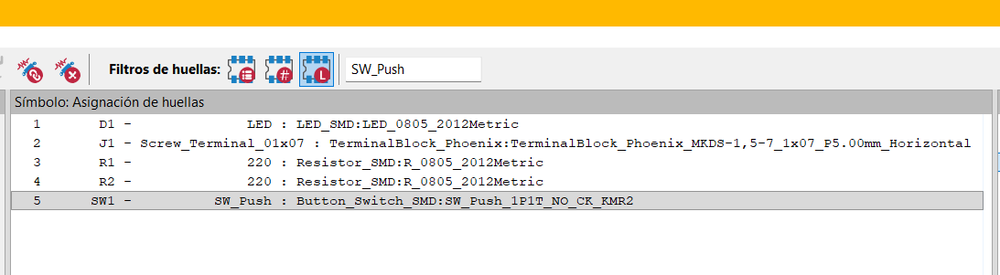 Filtros de huellas: # L SW_Push
Símbolo: Asignación de huellas
1 D1 - LED : LED_SMD:LED_0805_2012Metric
2 J1 - Screw_Terminal_01x07 : TerminalBlock_Phoenix:TerminalBlock_Phoenix_MKDS-1,5-7_1x07_P5.00mm_Horizontal
3 R1 - 220 : Resistor_SMD:R_0805_2012Metric
4 R2 - 220 : Resistor_SMD:R_0805_2012Metric
5 SW1 - SW_Push : Button_Switch_SMD:SW_Push_1P1T_NO_CK_KMR2